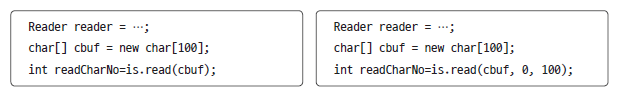 Reader reader = ···;
char[] cbuf = new char[100];
int readCharNo=is.read(cbuf);
Reader reader = ···;
char[] cbuf = new char[100];
int readCharNo=is.read(cbuf, 0, 100);